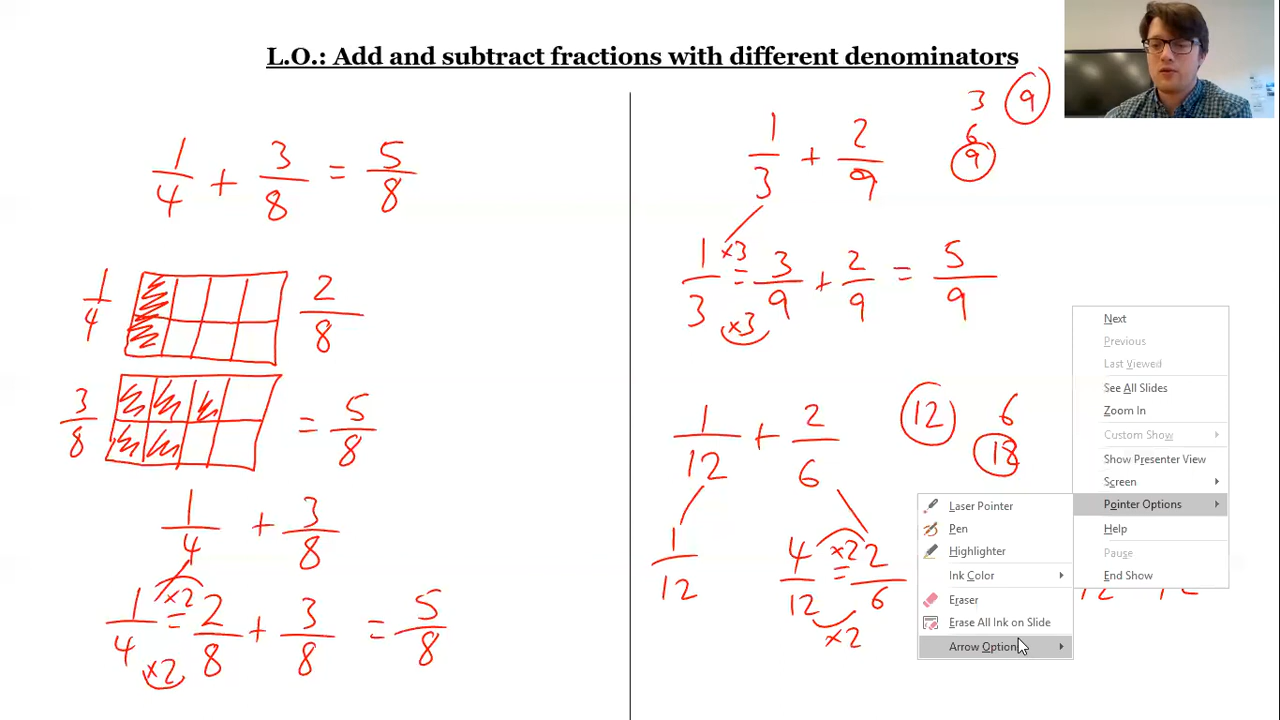 L.O.: Add and subtract fractions with different denominators
1/4 + 3/8 = 5/8
1/4 2/8
3/8 = 5/8
1/4 + 3/8
×2
1/4 = 2/8 + 3/8 = 5/8
×2
1/3 + 2/9
3 9
6
9
×3
1/3 = 3/9 + 2/9 = 5/9
×3
1/12 + 2/6
12 6
12
×2
1/12 4/12 = 2/6
×2
12 12
Next
Previous
Last Viewed
See All Slides
Zoom In
Custom Show
Show Presenter View
Screen
Pointer Options
Help
Pause
End Show
Laser Pointer
Pen
Highlighter
Ink Color
Eraser
Erase All Ink on Slide
Arrow Option